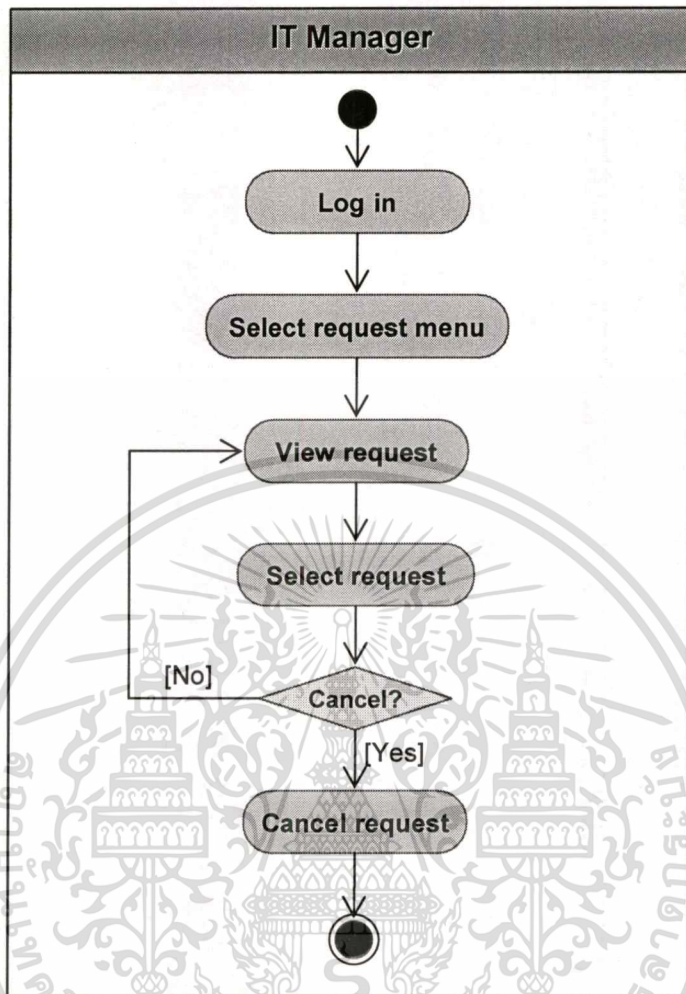 IT Manager
Log in
Select request menu
View request
Select request
[No]
Cancel?
[Yes]
Cancel request